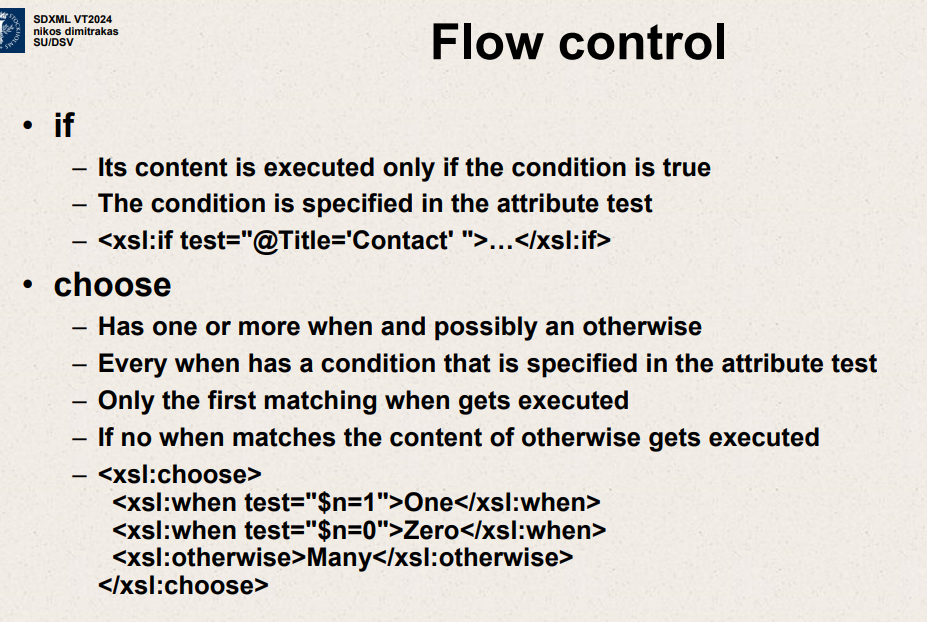 SDXML VT2024
nikos dimitrakas
SU/DSV
Flow control
• if
– Its content is executed only if the condition is true
– The condition is specified in the attribute test
– <xsl:if test="@Title='Contact' ">…</xsl:if>
• choose
– Has one or more when and possibly an otherwise
– Every when has a condition that is specified in the attribute test
– Only the first matching when gets executed
– If no when matches the content of otherwise gets executed
– <xsl:choose>
<xsl:when test="$n=1">One</xsl:when>
<xsl:when test="$n=0">Zero</xsl:when>
<xsl:otherwise>Many</xsl:otherwise>
</xsl:choose>